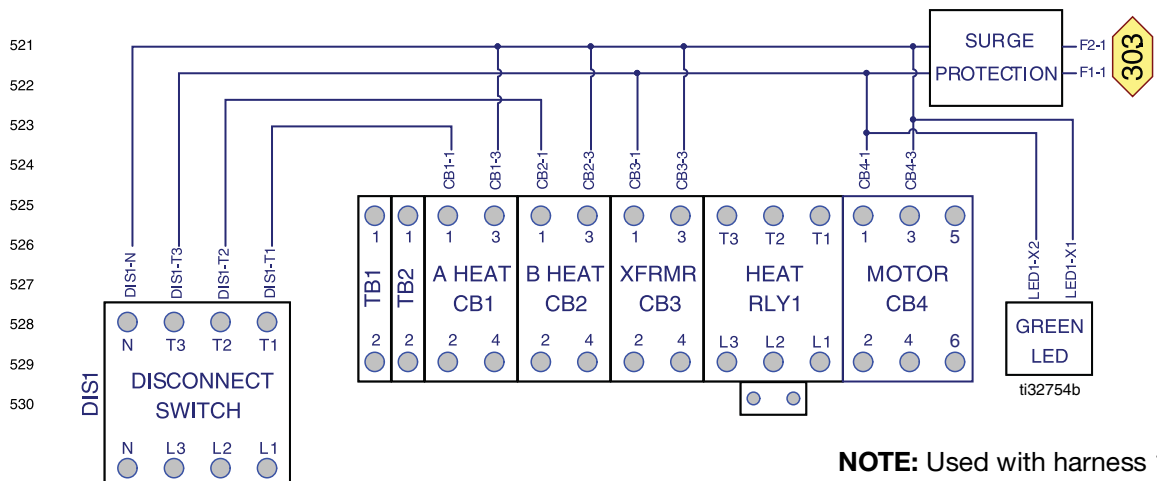 521
522
523
524
525
526
527
528
529
530
SURGE
PROTECTION
F2-1
F1-1
303
CB1-1
CB1-3
CB2-1
CB2-3
CB3-1
CB3-3
CB4-1
CB4-3
DIS1-N
DIS1-T3
DIS1-T2
DIS1-T1
LED1-X2
LED1-X1
1 1 1 3 1 3 1 3 T3 T2 T1 1 3 5
TB1
TB2
A HEAT
CB1
B HEAT
CB2
XFRMR
CB3
HEAT
RLY1
MOTOR
CB4
2 2 2 4 2 4 2 4 L3 L2 L1 2 4 6
GREEN
LED
ti32754b
N T3 T2 T1
DIS1
DISCONNECT
SWITCH
N L3 L2 L1
NOTE: Used with harness